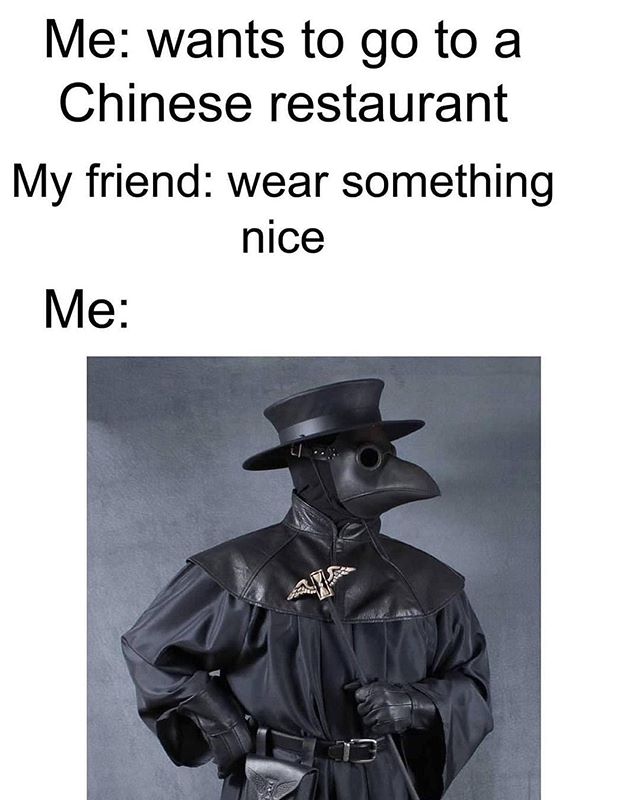 Me: wants to go to a
Chinese restaurant
My friend: wear something
nice
Me: